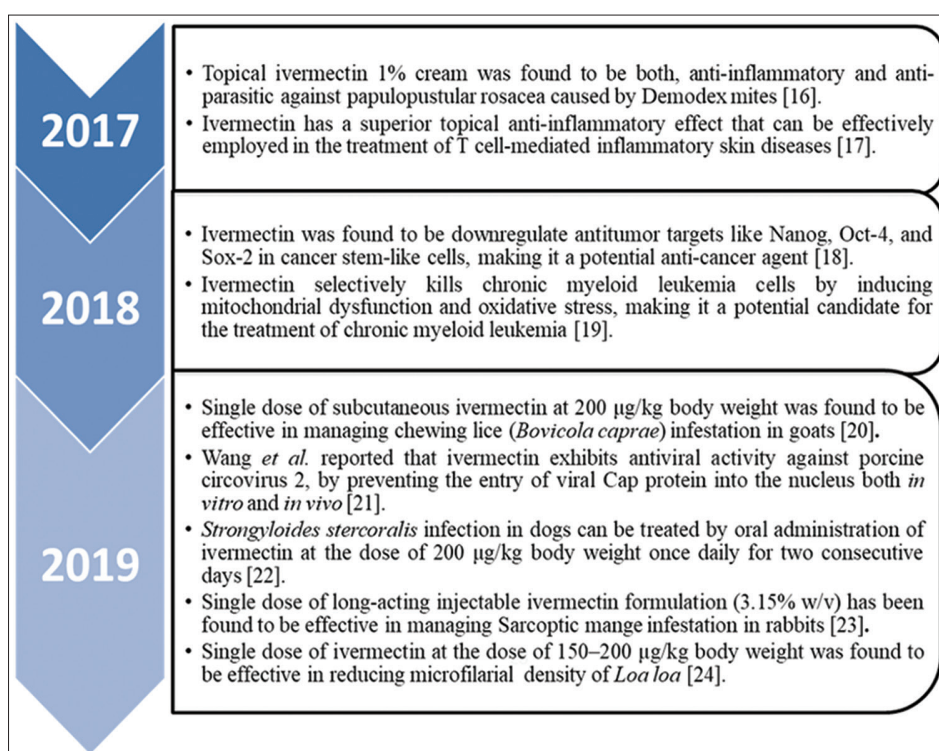 2017
• Topical ivermectin 1% cream was found to be both, anti-inflammatory and anti-
parasitic against papulopustular rosacea caused by Demodex mites [16].
• Ivermectin has a superior topical anti-inflammatory effect that can be effectively
employed in the treatment of T cell-mediated inflammatory skin diseases [17].
2018
• Ivermectin was found to be downregulate antitumor targets like Nanog, Oct-4, and
Sox-2 in cancer stem-like cells, making it a potential anti-cancer agent [18].
• Ivermectin selectively kills chronic myeloid leukemia cells by inducing
mitochondrial dysfunction and oxidative stress, making it a potential candidate for
the treatment of chronic myeloid leukemia [19].
2019
• Single dose of subcutaneous ivermectin at 200 μg/kg body weight was found to be
effective in managing chewing lice (Bovicola caprae) infestation in goats [20].
• Wang et al. reported that ivermectin exhibits antiviral activity against porcine
circovirus 2, by preventing the entry of viral Cap protein into the nucleus both in
vitro and in vivo [21].
• Strongyloides stercoralis infection in dogs can be treated by oral administration of
ivermectin at the dose of 200 μg/kg body weight once daily for two consecutive
days [22].
• Single dose of long-acting injectable ivermectin formulation (3.15% w/v) has been
found to be effective in managing Sarcoptic mange infestation in rabbits [23].
• Single dose of ivermectin at the dose of 150–200 μg/kg body weight was found to
be effective in reducing microfilarial density of Loa loa [24].